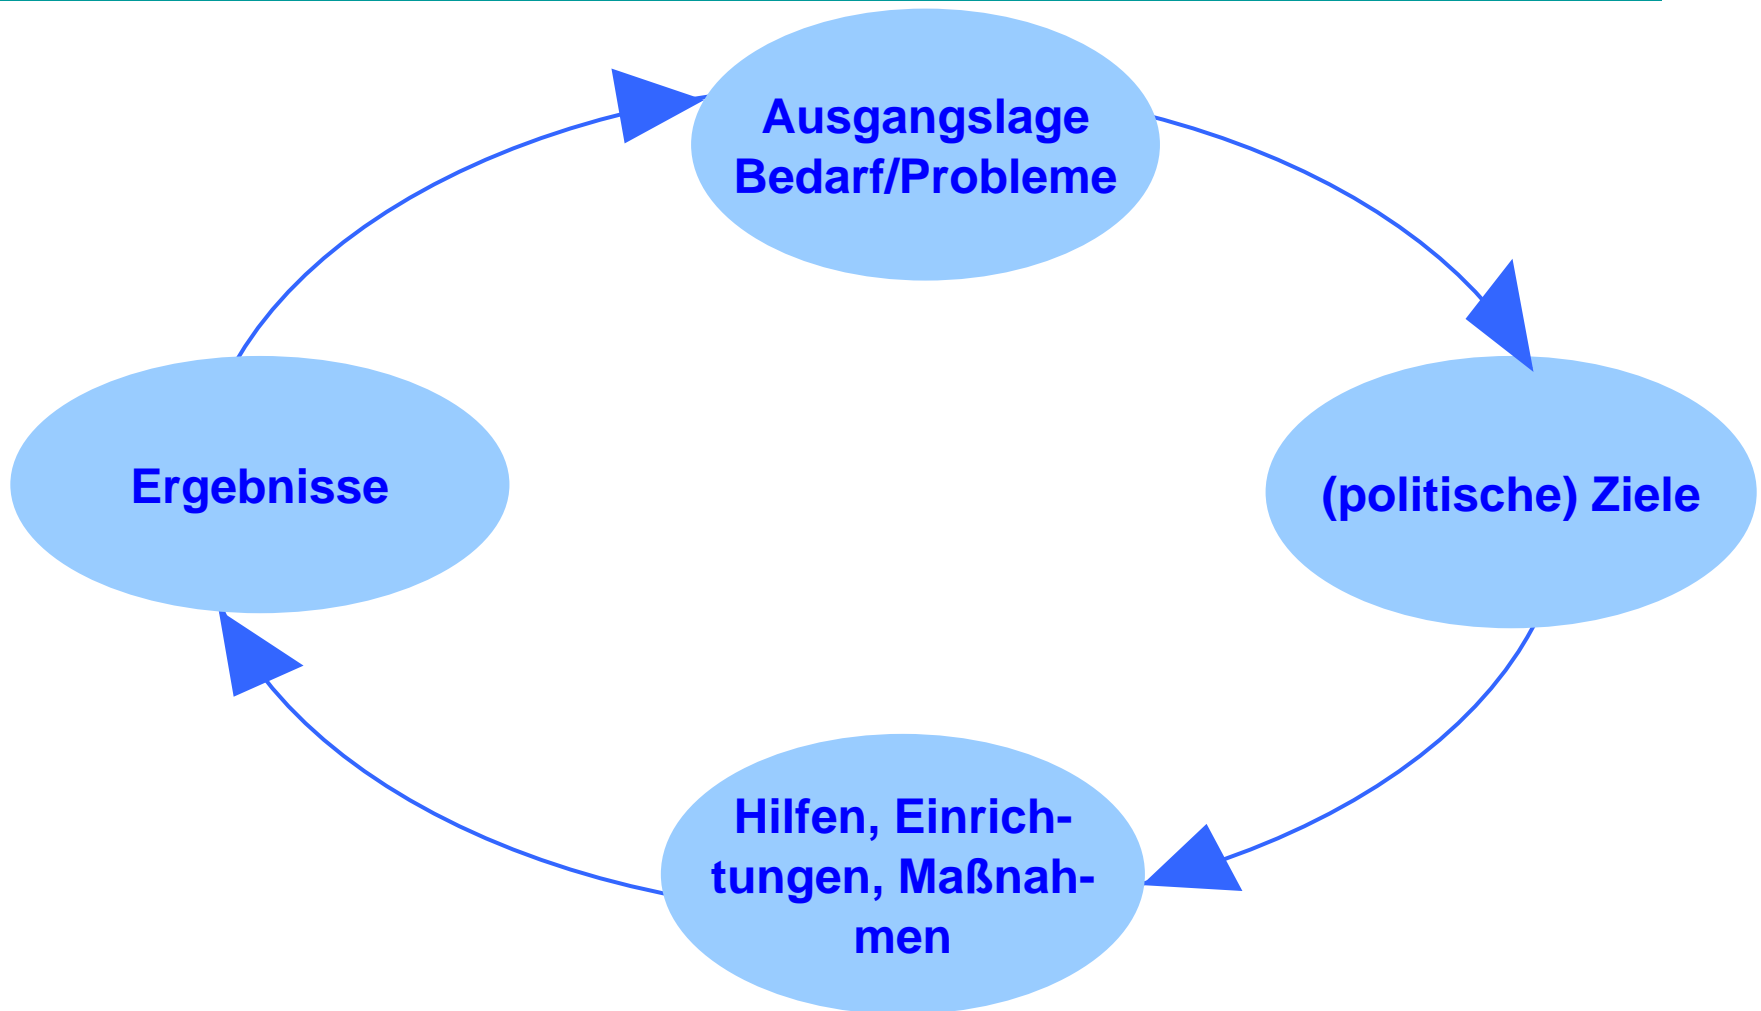 Ausgangslage
Bedarf/Probleme
Ergebnisse
(politische) Ziele
Hilfen, Einrich-
tungen, Maßnah-
men